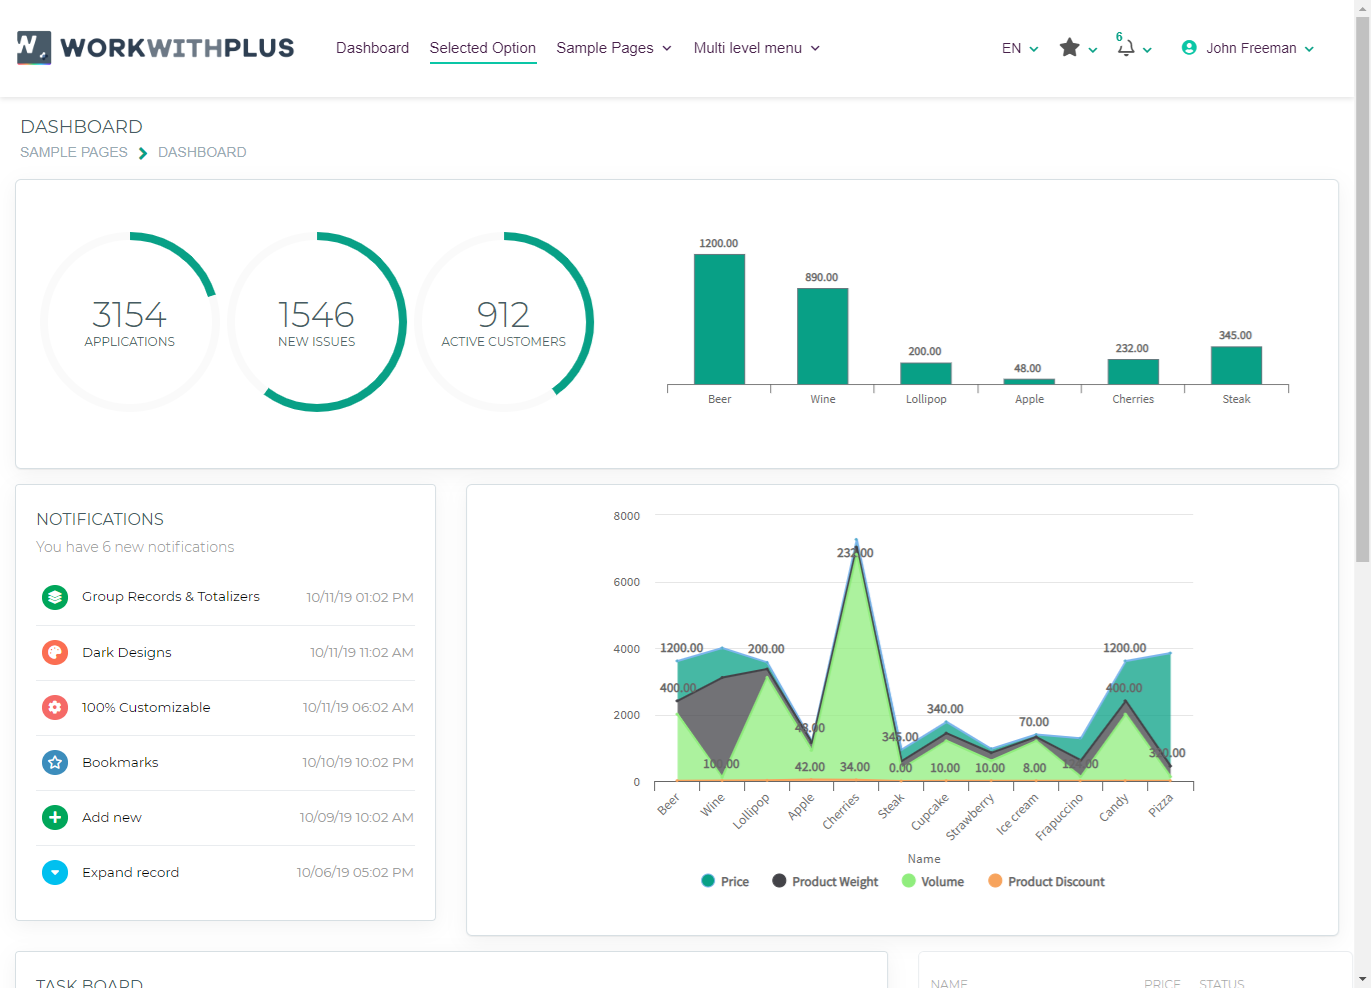 W. WORKWITHPLUS Dashboard Selected Option Sample Pages Multi level menu EN 6 John Freeman
DASHBOARD
SAMPLE PAGES DASHBOARD
3154
APPLICATIONS
1546
NEW ISSUES
912
ACTIVE CUSTOMERS
1200.00
890.00
200.00
48.00
232.00
345.00
Beer Wine Lollipop Apple Cherries Steak
NOTIFICATIONS
You have 6 new notifications
Group Records & Totalizers 10/11/19 01:02 PM
Dark Designs 10/11/19 11:02 AM
100% Customizable 10/11/19 06:02 AM
Bookmarks 10/10/19 10:02 PM
Add new 10/09/19 10:02 AM
Expand record 10/06/19 05:02 PM
8000
232.00
6000
4000
1200.00 200.00 1200.00
400.00 400.00
340.00
2000
48.00 345.00 70.00
100.00 42.00 34.00 0.00 10.00 10.00 8.00
0
Beer Wine Lollipop Apple Cherries Steak Cupcake Strawberry Ice cream Frapuccino Candy Pizza
Name
Price Product Weight Volume Product Discount
TASK BOARD
NAME PRICE STATUS